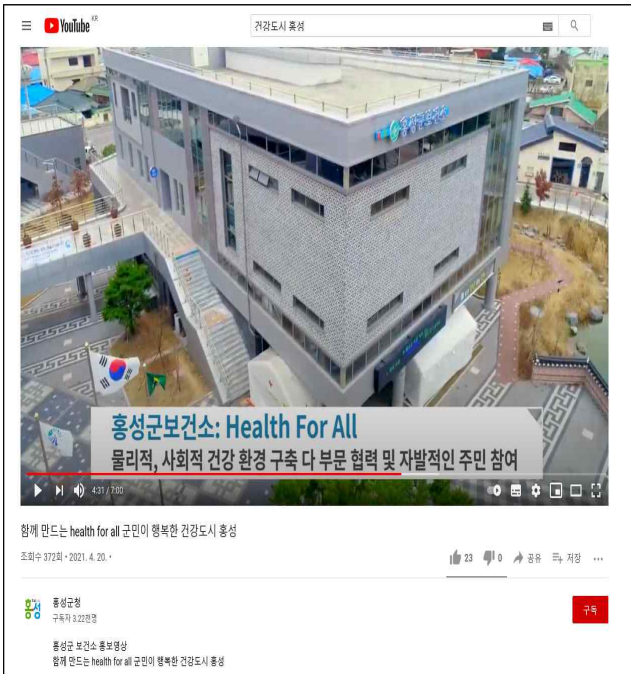 YouTube KR
건강도시 홍성
홍성군보건소
홍성군보건소: Health For All
물리적, 사회적 건강 환경 구축 다 부문 협력 및 자발적인 주민 참여
4:31 / 7:00
함께 만드는 health for all 군민이 행복한 건강도시 홍성
조회수 372회 • 2021. 4. 20. •
23 0 공유 저장
홍성 홍성군청
구독자 3.22천명
구독
홍성군 보건소 홍보영상
함께 만드는 health for all 군민이 행복한 건강도시 홍성